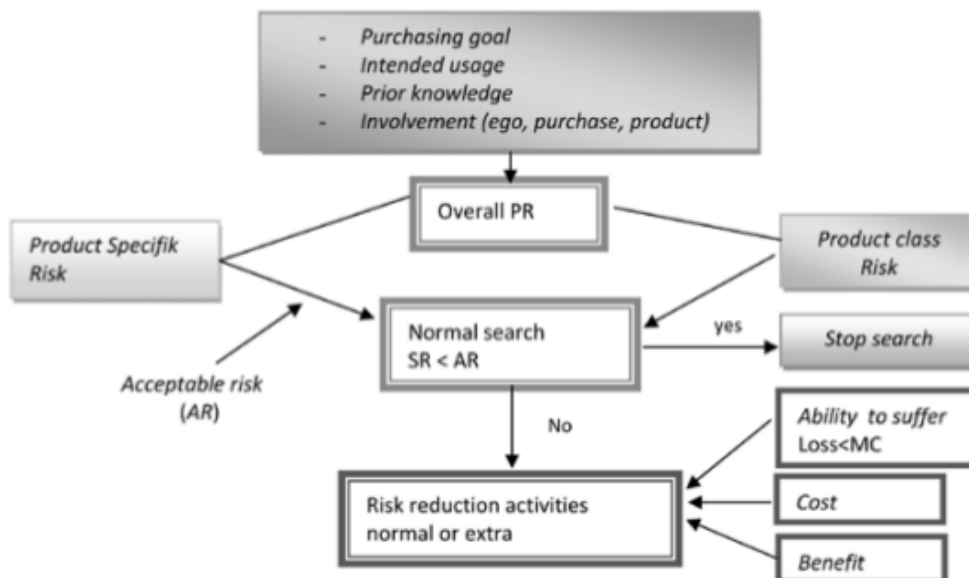 - Purchasing goal
- Intended usage
- Prior knowledge
- Involvement (ego, purchase, product)
Overall PR
Product Specifik
Risk
Product class
Risk
Normal search
SR < AR
yes
Stop search
Acceptable risk
(AR)
No
Ability to suffer
Loss<MC
Risk reduction activities
normal or extra
Cost
Benefit